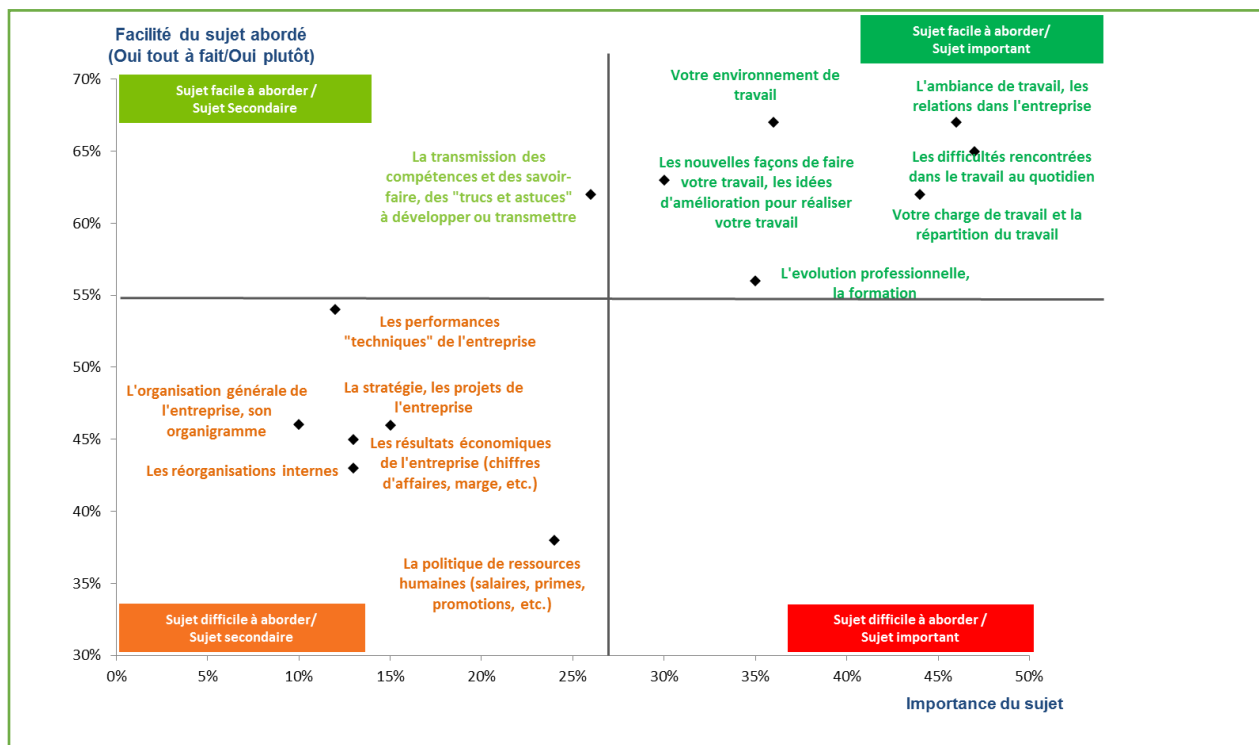 Facilité du sujet abordé
(Oui tout à fait/Oui plutôt)
Sujet facile à aborder/
Sujet important
70%
Sujet facile à aborder /
Sujet Secondaire
Votre environnement de
travail
L'ambiance de travail, les
relations dans l'entreprise
65%
La transmission des
compétences et des savoir-
faire, des "trucs et astuces"
à développer ou transmettre
Les nouvelles façons de faire
votre travail, les idées
d'amélioration pour réaliser
votre travail
Les difficultés rencontrées
dans le travail au quotidien
60%
Votre charge de travail et la
répartition du travail
L'evolution professionnelle,
la formation
55%
Les performances
"techniques" de l'entreprise
50%
L'organisation générale de
l'entreprise, son
organigramme
La stratégie, les projets de
l'entreprise
45%
Les réorganisations internes
Les résultats économiques
de l'entreprise (chiffres
d'affaires, marge, etc.)
40%
La politique de ressources
humaines (salaires, primes,
promotions, etc.)
35%
Sujet difficile à aborder/
Sujet secondaire
Sujet difficile à aborder /
Sujet important
30%
0%
5%
10%
15%
20%
25%
30%
35%
40%
45%
50%
Importance du sujet